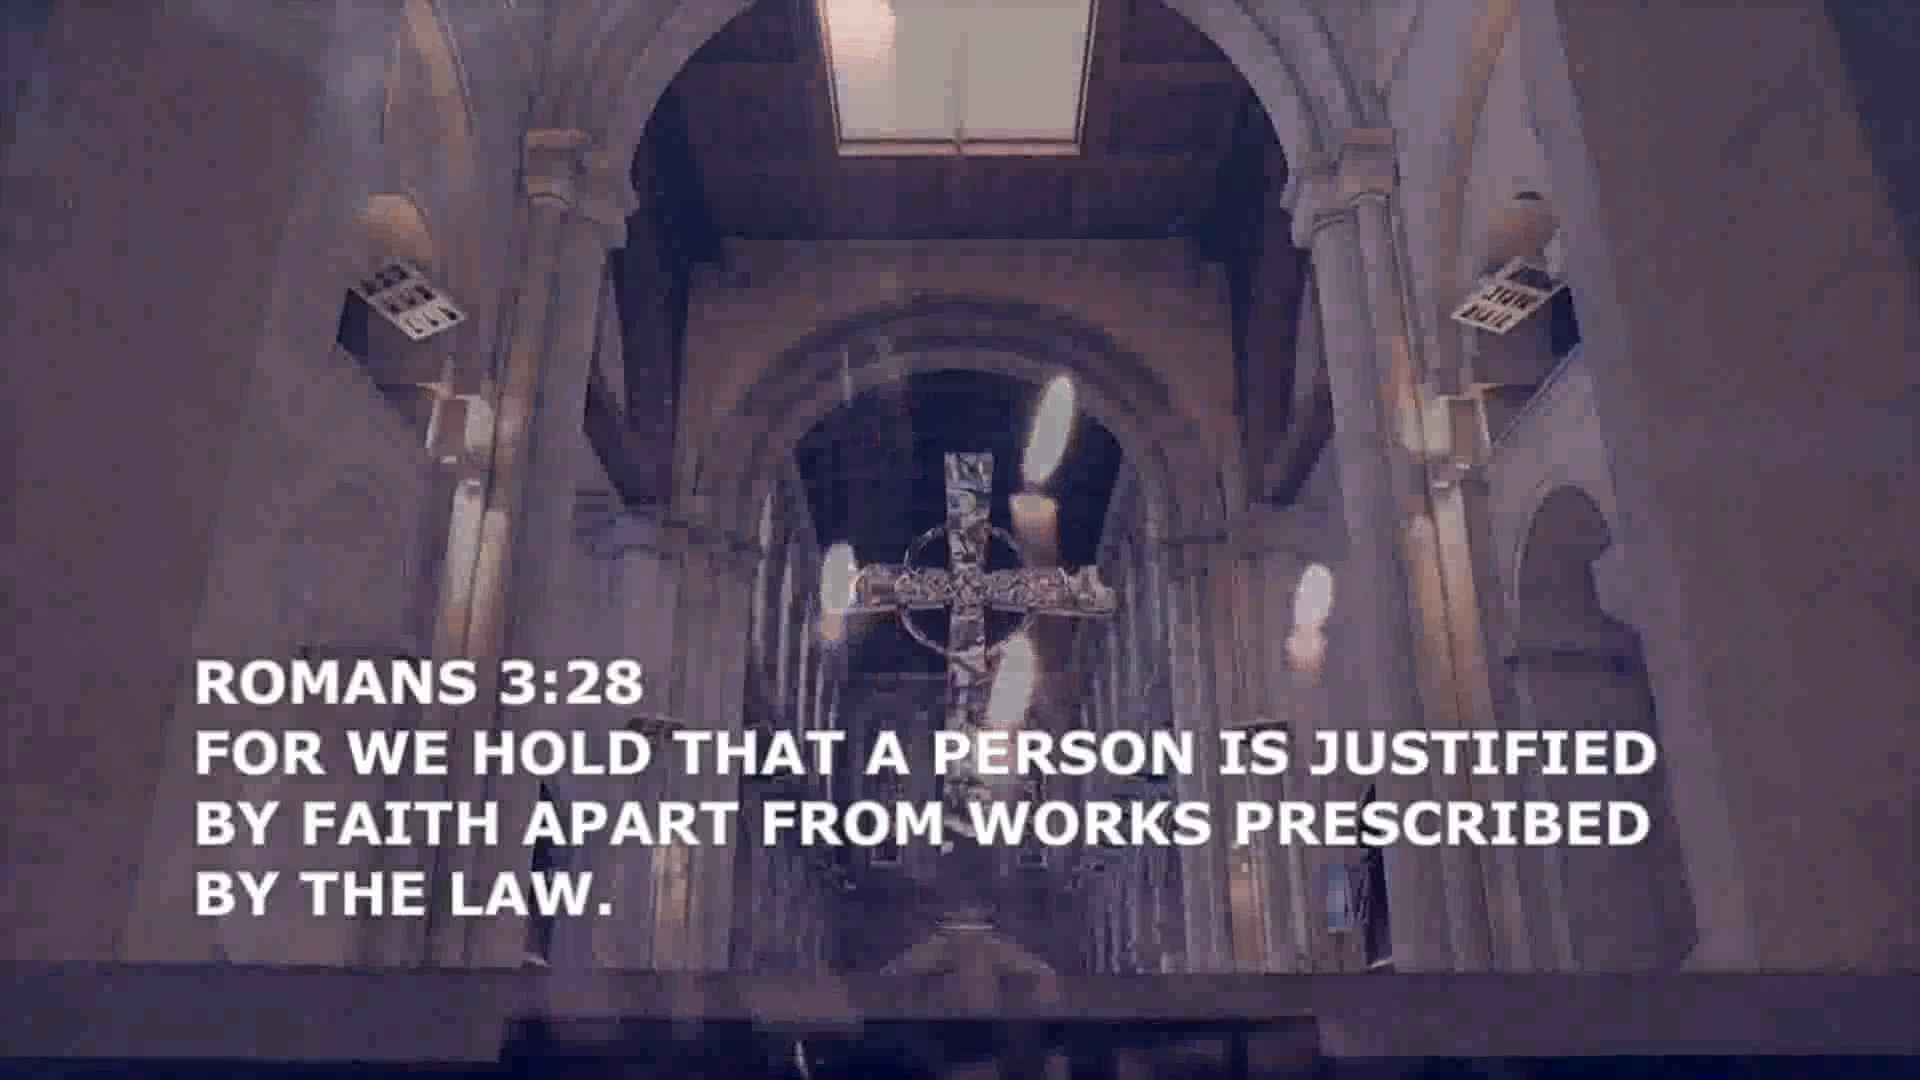 ROMANS 3:28
FOR WE HOLD THAT A PERSON IS JUSTIFIED
BY FAITH APART FROM WORKS PRESCRIBED
BY THE LAW.